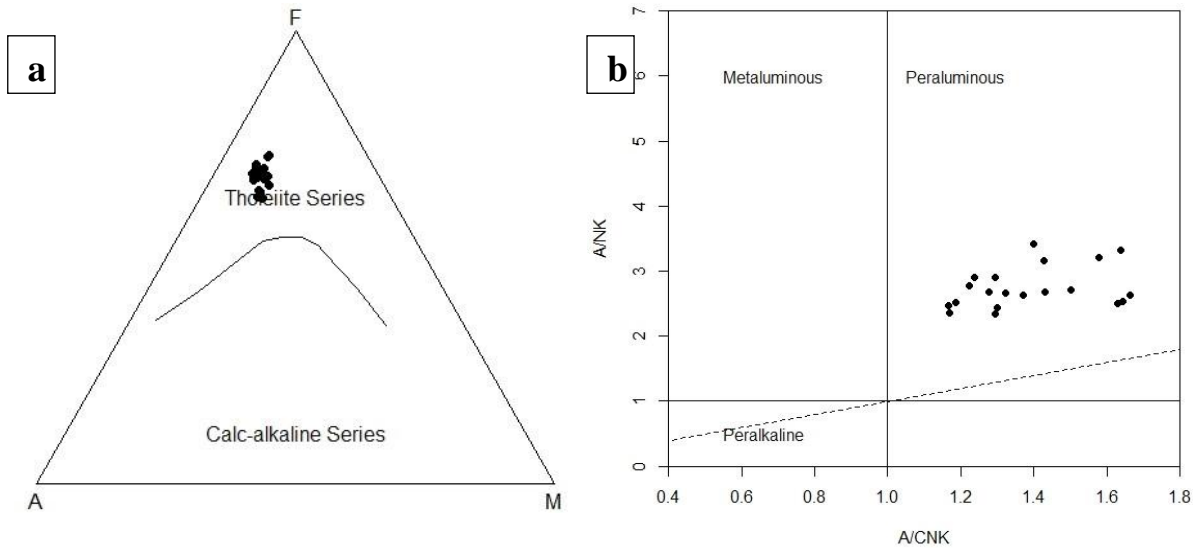 a
F
Tholeiite Series
Calc-alkaline Series
A
M
b
7
6
5
4
3
2
1
0
A/NK
Metaluminous
Peraluminous
Peralkaline
0.4
0.6
0.8
1.0
1.2
1.4
1.6
1.8
A/CNK